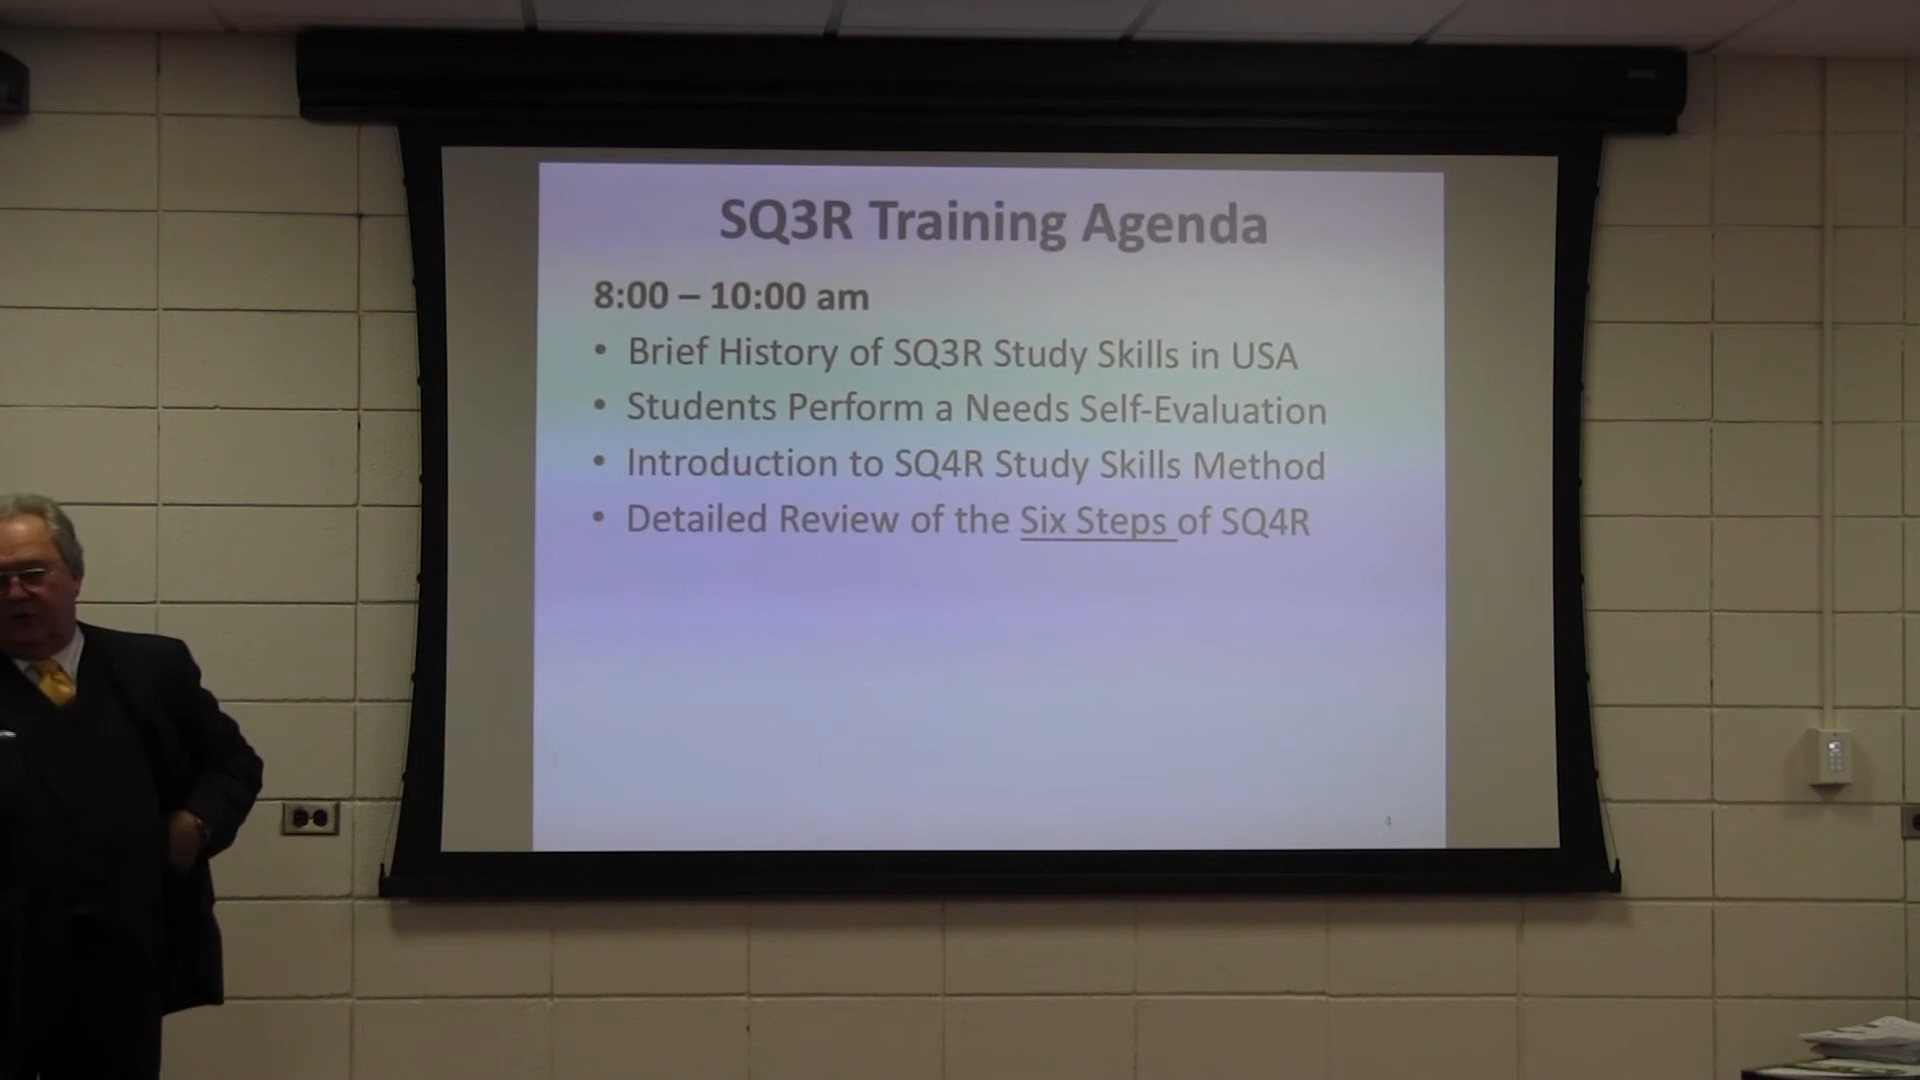 SQ3R Training Agenda
8:00 – 10:00 am
• Brief History of SQ3R Study Skills in USA
• Students Perform a Needs Self-Evaluation
• Introduction to SQ4R Study Skills Method
• Detailed Review of the Six Steps of SQ4R
4